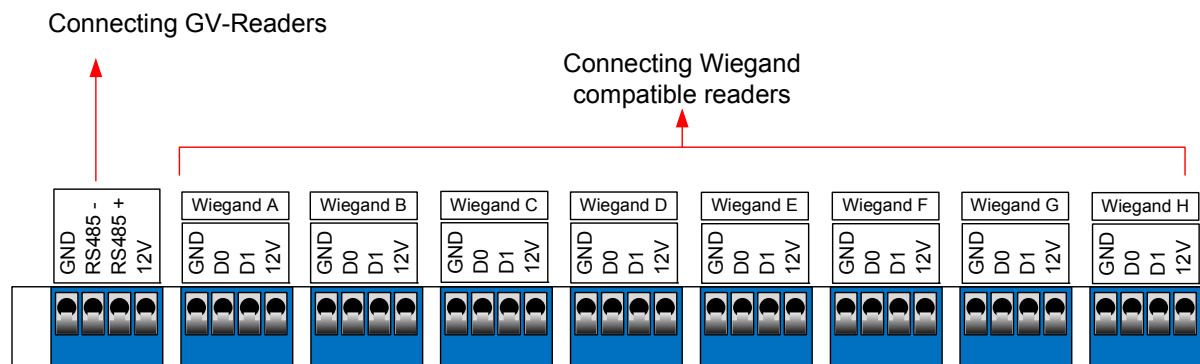 Connecting GV-Readers
Connecting Wiegand
compatible readers
GND
RS485 -
RS485 +
12V
Wiegand A
GND
D0
D1
12V
Wiegand B
GND
D0
D1
12V
Wiegand C
GND
D0
D1
12V
Wiegand D
GND
D0
D1
12V
Wiegand E
GND
D0
D1
12V
Wiegand F
GND
D0
D1
12V
Wiegand G
GND
D0
D1
12V
Wiegand H
GND
D0
D1
12V